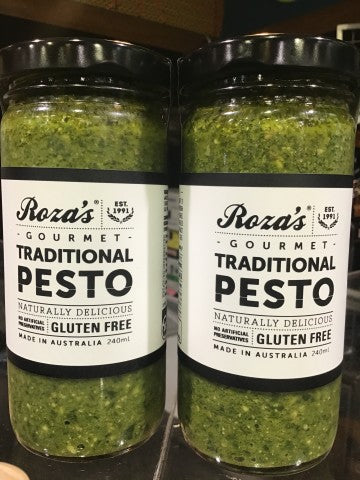 Roza's®
EST.
1991
- GOURMET -
TRADITIONAL
PESTO
NATURALLY DELICIOUS
NO ARTIFICIAL
PRESERVATIVES
GLUTEN FREE
MADE IN AUSTRALIA 240ml
Roza's®
EST.
1991
- GOURMET -
TRADITIONAL
PESTO
NATURALLY DELICIOUS
NO ARTIFICIAL
PRESERVATIVES
GLUTEN FREE
MADE IN AUSTRALIA 240ml